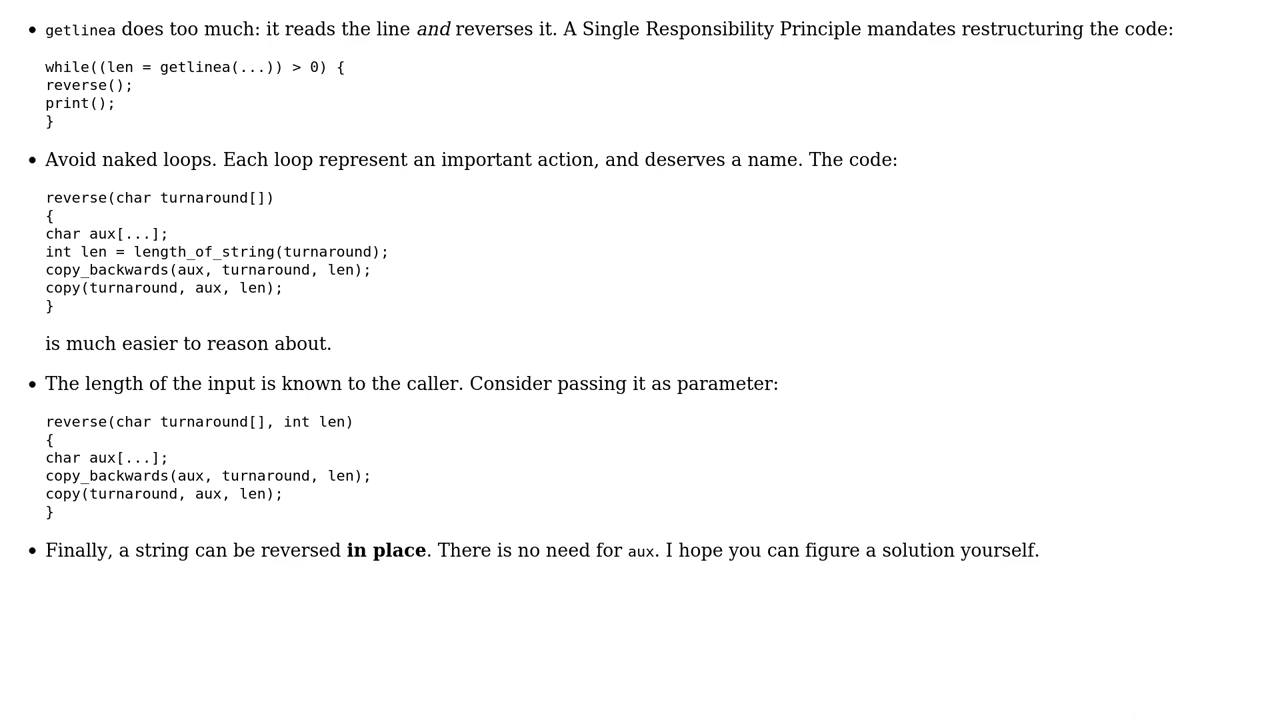 • getlinea does too much: it reads the line and reverses it. A Single Responsibility Principle mandates restructuring the code:
while((len = getlinea(...)) > 0) {
reverse();
print();
}
• Avoid naked loops. Each loop represent an important action, and deserves a name. The code:
reverse(char turnaround[])
{
char aux[...];
int len = length_of_string(turnaround);
copy_backwards(aux, turnaround, len);
copy(turnaround, aux, len);
}
is much easier to reason about.
• The length of the input is known to the caller. Consider passing it as parameter:
reverse(char turnaround[], int len)
{
char aux[...];
copy_backwards(aux, turnaround, len);
copy(turnaround, aux, len);
}
• Finally, a string can be reversed in place. There is no need for aux. I hope you can figure a solution yourself.